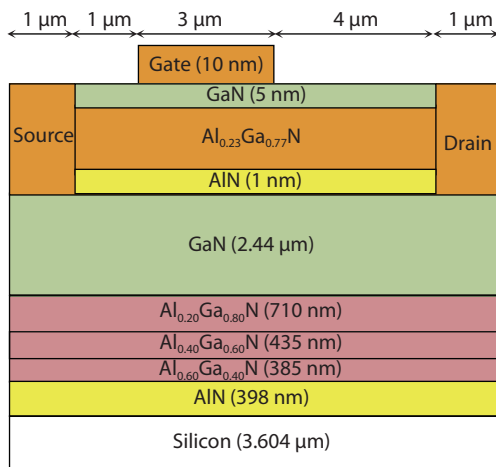 1 µm 1 µm 3 µm 4 µm 1 µm
Gate (10 nm)
GaN (5 nm)
Source Al₀.₂₃Ga₀.₇₇N Drain
AlN (1 nm)
GaN (2.44 µm)
Al₀.₂₀Ga₀.₈₀N (710 nm)
Al₀.₄₀Ga₀.₆₀N (435 nm)
Al₀.₆₀Ga₀.₄₀N (385 nm)
AlN (398 nm)
Silicon (3.604 µm)